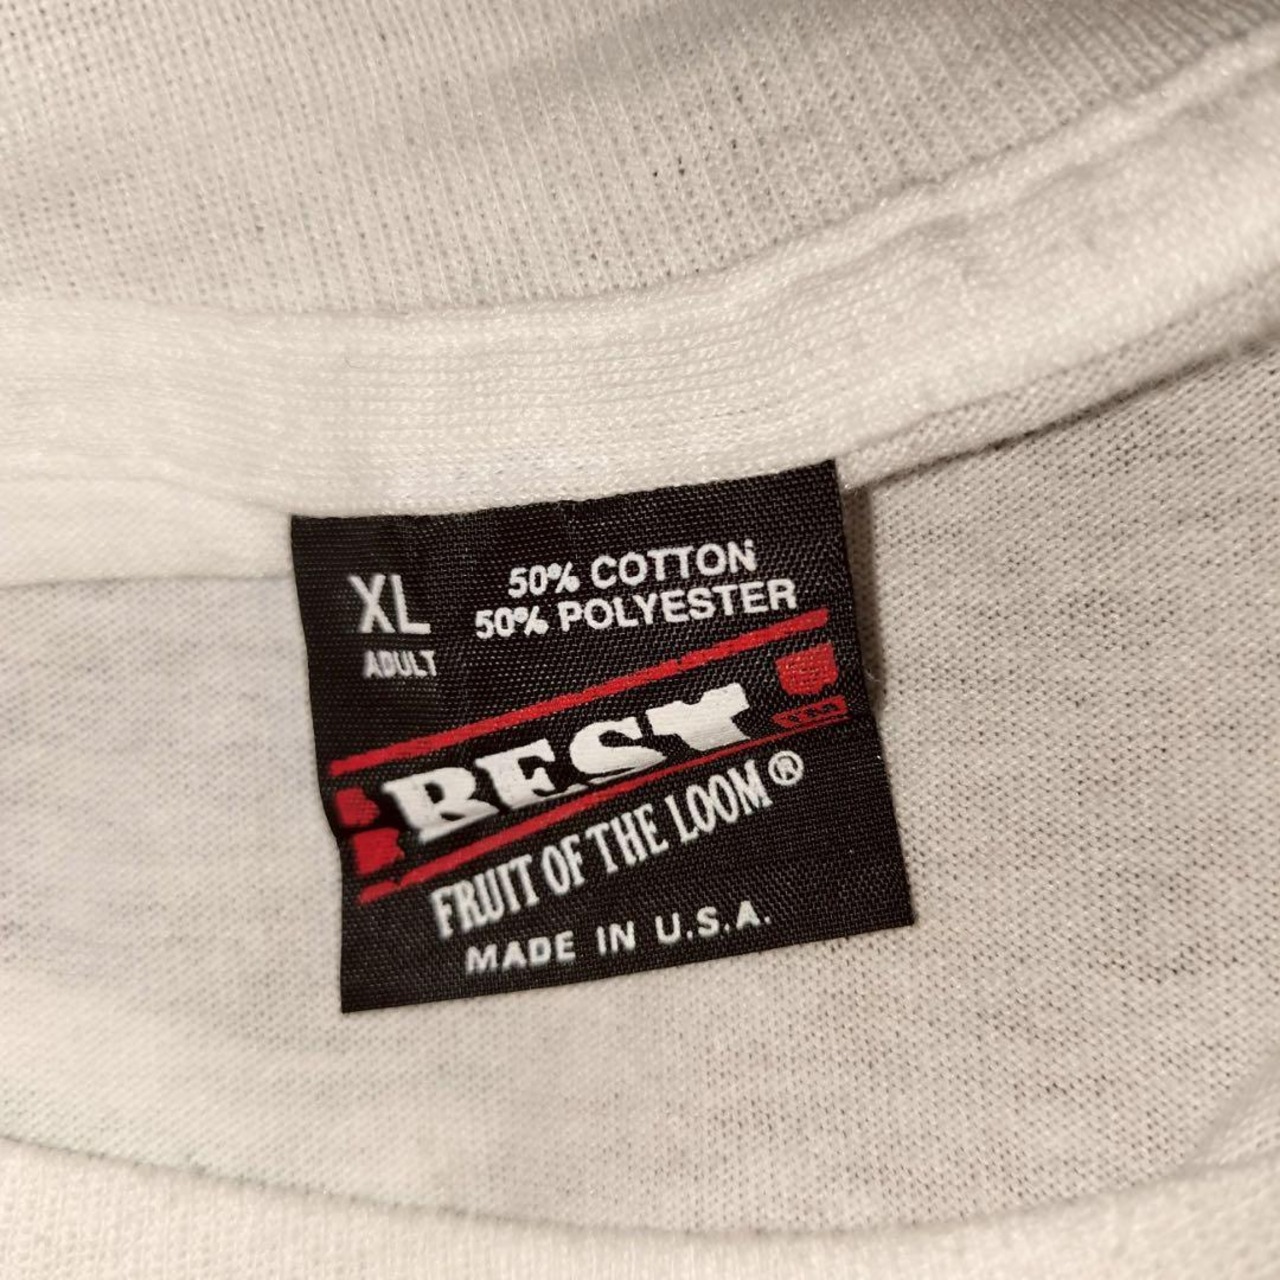 XL
ADULT
50% COTTON
50% POLYESTER
BEST
TM
FRUIT OF THE LOOM®
MADE IN U.S.A.